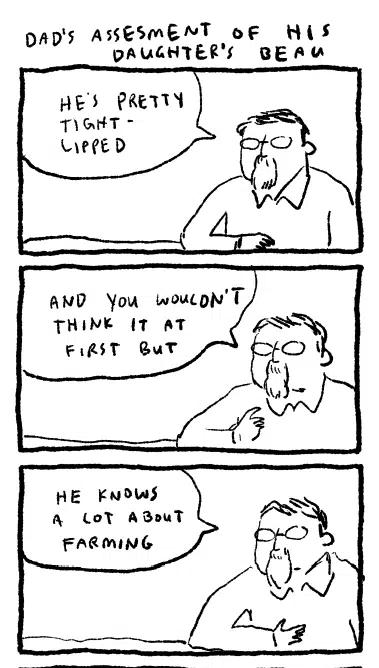 DAD'S ASSESMENT OF HIS
DAUGHTER'S BEAU
HE'S PRETTY
TIGHT-
LIPPED
AND YOU WOULDN'T
THINK IT AT
FIRST BUT
HE KNOWS
A LOT ABOUT
FARMING